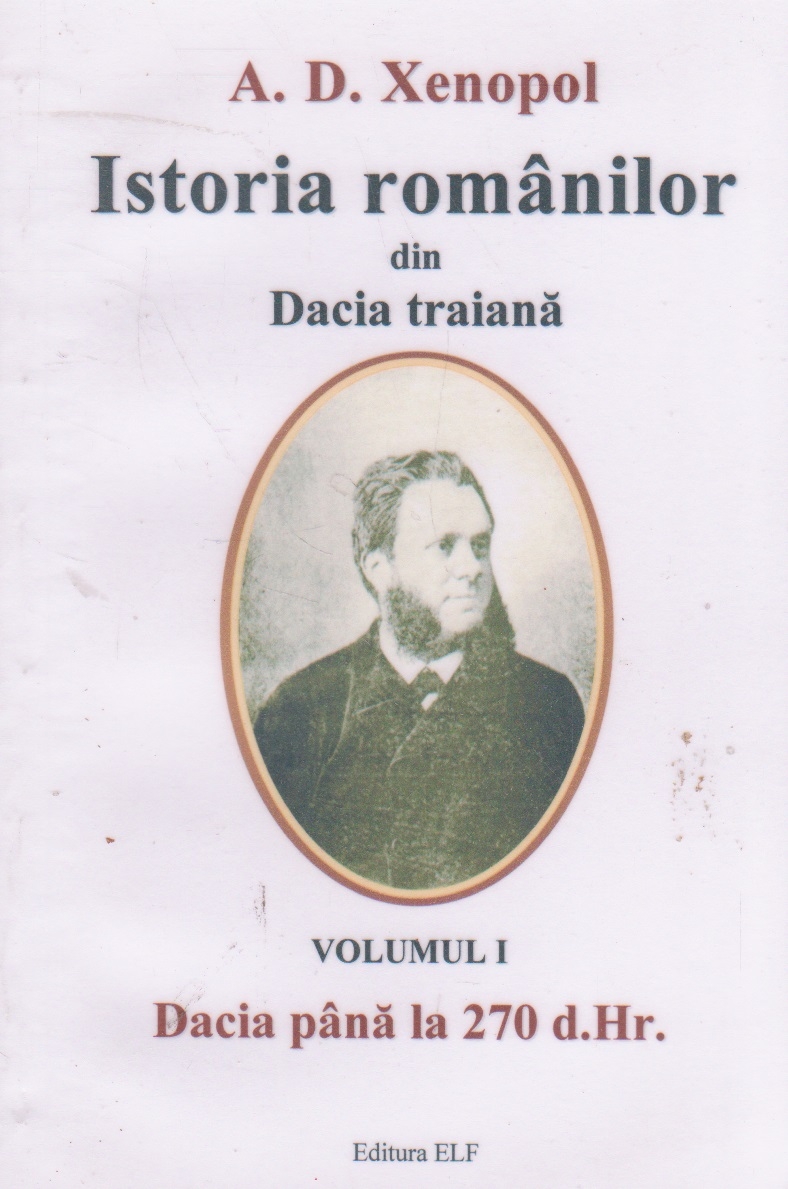 A. D. Xenopol
Istoria românilor
din
Dacia traiană
VOLUMUL I
Dacia până la 270 d.Hr.
Editura ELF